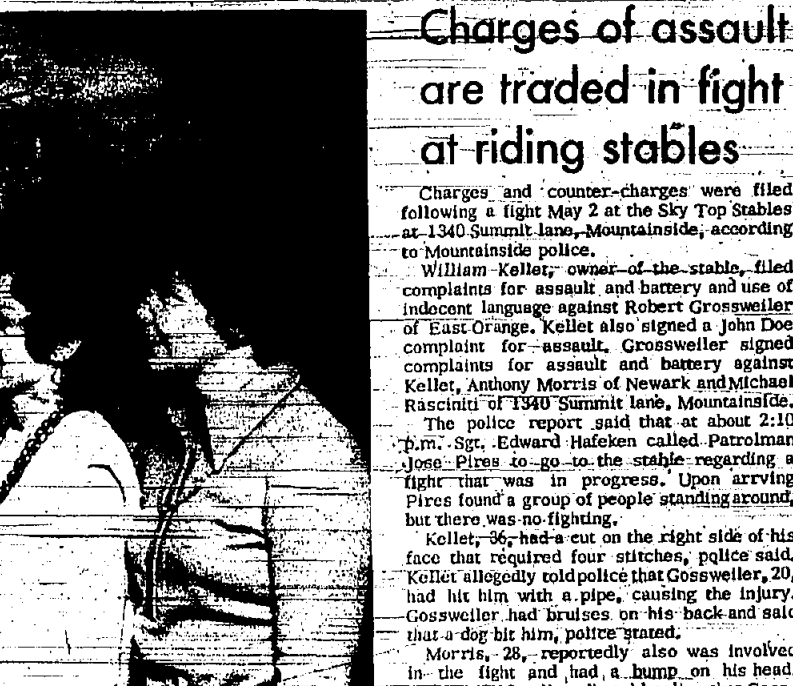 Charges of assault
are traded in fight
at riding stables
Charges and counter-charges were filed
following a fight May 2 at the Sky Top Stables
at 1340 Summit lane, Mountainside, according
to Mountainside police.
William Kellet, owner of the stable, filed
complaints for assault and battery and use of
indecent language against Robert Grossweiler
of East Orange. Kellet also signed a John Doe
complaint for assault. Grossweiler signed
complaints for assault and battery against
Kellet, Anthony Morris of Newark and Michael
Rasciniti of 1340 Summit lane, Mountainside.
The police report said that at about 2:10
p.m. Sgt. Edward Hafeken called Patrolman
Jose Pires to go to the stable regarding a
fight that was in progress. Upon arrving
Pires found a group of people standing around,
but there was no fighting.
Kellet, 36, had a cut on the right side of his
face that required four stitches, police said.
Kellet allegedly told police that Gossweiler, 20,
had hit him with a pipe, causing the injury.
Gossweiler had bruises on his back and said
that a dog bit him, police stated.
Morris, 28, reportedly also was involved
in the fight and had a bump on his head